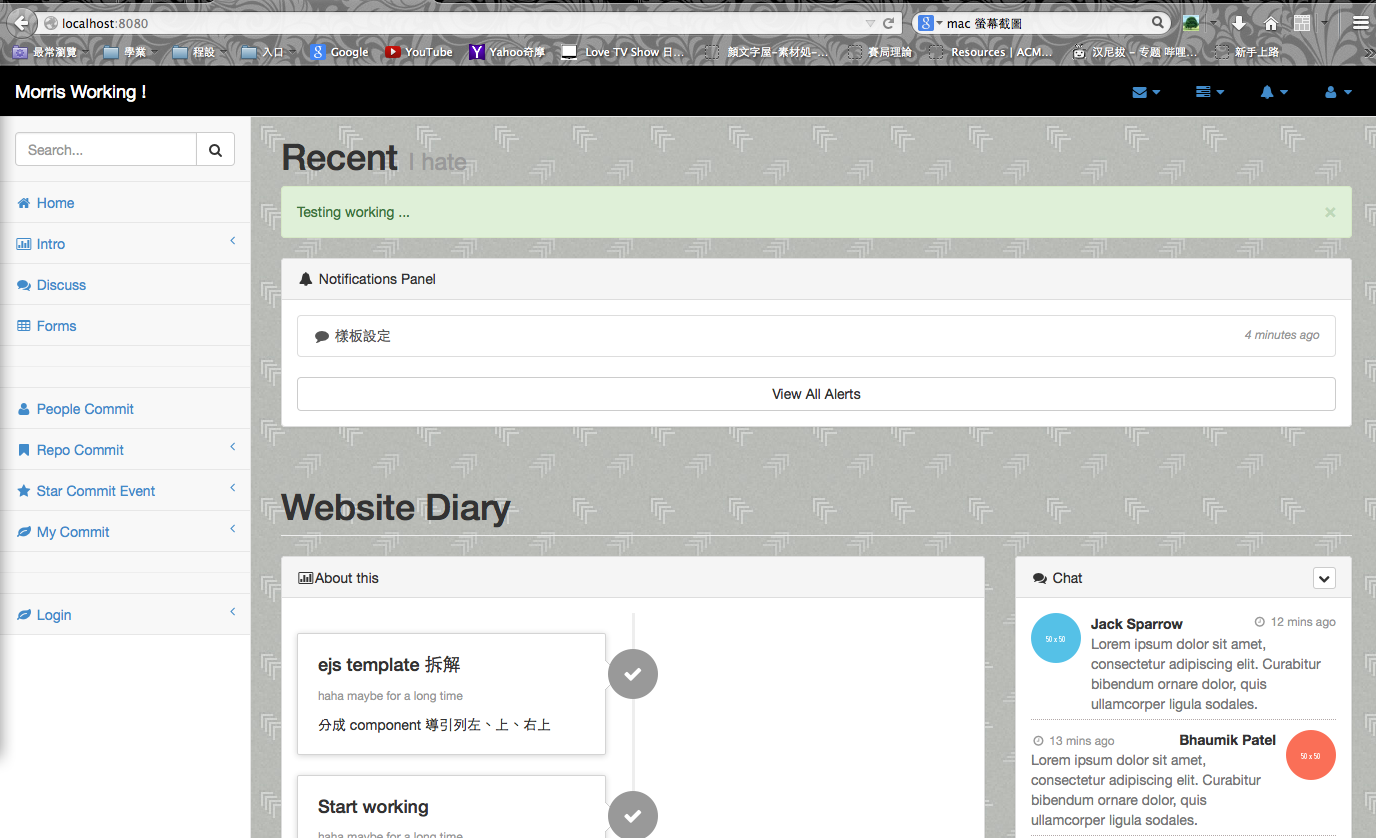 localhost:8080
mac 螢幕截圖
最常瀏覽 學業 程設 入口 Google YouTube Yahoo奇摩 Love TV Show 日... 顏文字屋-素材処-... 賽局理論 Resources | ACM... 汉尼拔 - 专题 哔哩... 新手上路
Morris Working !
Search...
Home
Intro
Discuss
Forms
People Commit
Repo Commit
Star Commit Event
My Commit
Login
Recent I hate
Testing working ...
×
Notifications Panel
樣板設定
4 minutes ago
View All Alerts
Website Diary
About this
ejs template 拆解
haha maybe for a long time
分成 component 導引列左、上、右上
Start working
haha maybe for a long time
Chat
50 x 50
Jack Sparrow
12 mins ago
Lorem ipsum dolor sit amet,
consectetur adipiscing elit. Curabitur
bibendum ornare dolor, quis
ullamcorper ligula sodales.
13 mins ago
Bhaumik Patel
50 x 50
Lorem ipsum dolor sit amet,
consectetur adipiscing elit. Curabitur
bibendum ornare dolor, quis
ullamcorper ligula sodales.